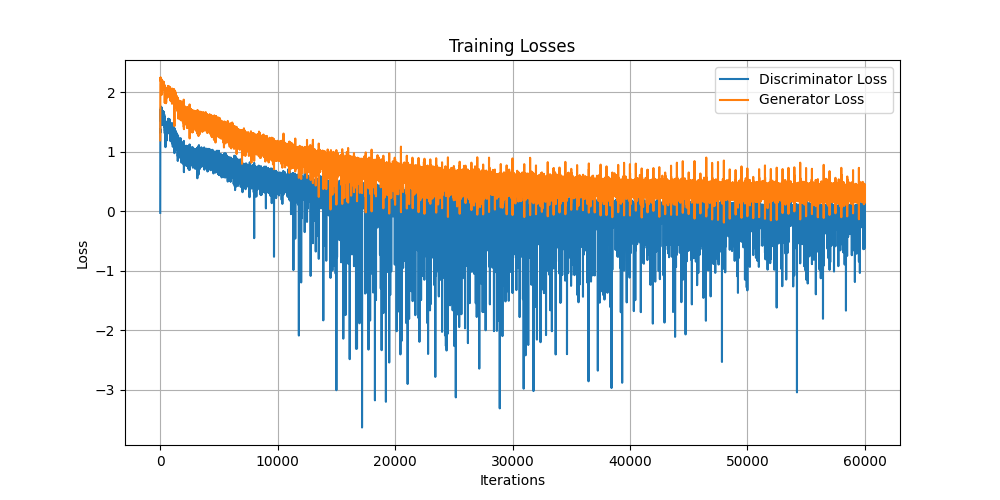 Training Losses
Discriminator Loss
Generator Loss
2
1
0
−1
−2
−3
Loss
0
10000
20000
30000
40000
50000
60000
Iterations